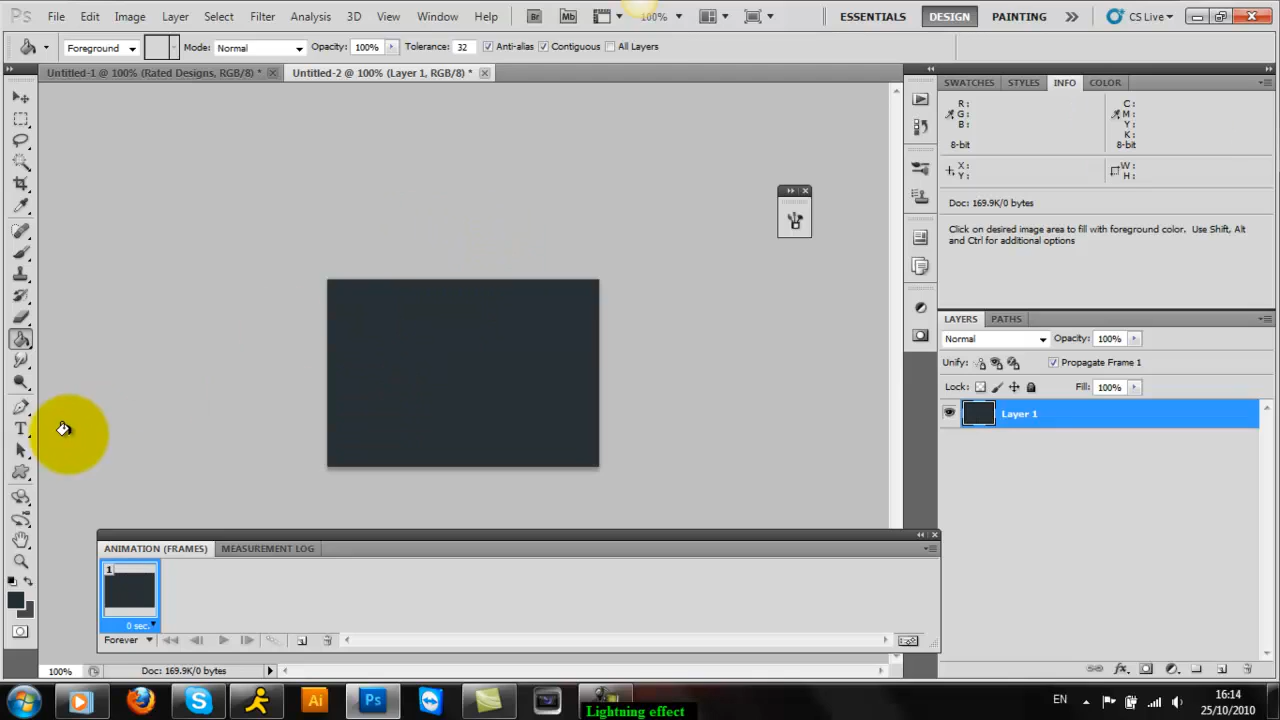 Ps File Edit Image Layer Select Filter Analysis 3D View Window Help Br Mb 100% ESSENTIALS DESIGN PAINTING CS Live
Foreground Mode: Normal Opacity: 100% Tolerance: 32 Anti-alias Contiguous All Layers
Untitled-1 @ 100% (Rated Designs, RGB/8) * Untitled-2 @ 100% (Layer 1, RGB/8) *
SWATCHES STYLES INFO COLOR
R: C:
G: M:
B: Y:
K:
8-bit 8-bit
X: W:
Y: H:
Doc: 169.9K/0 bytes
Click on desired image area to fill with foreground color. Use Shift, Alt
and Ctrl for additional options
LAYERS PATHS
Normal Opacity: 100%
Unify: Propagate Frame 1
Lock: Fill: 100%
Layer 1
T
ANIMATION (FRAMES) MEASUREMENT LOG
1
0 sec.
Forever
100% Doc: 169.9K/0 bytes
S Ai Ps
EN
16:14
25/10/2010
Lightning effect